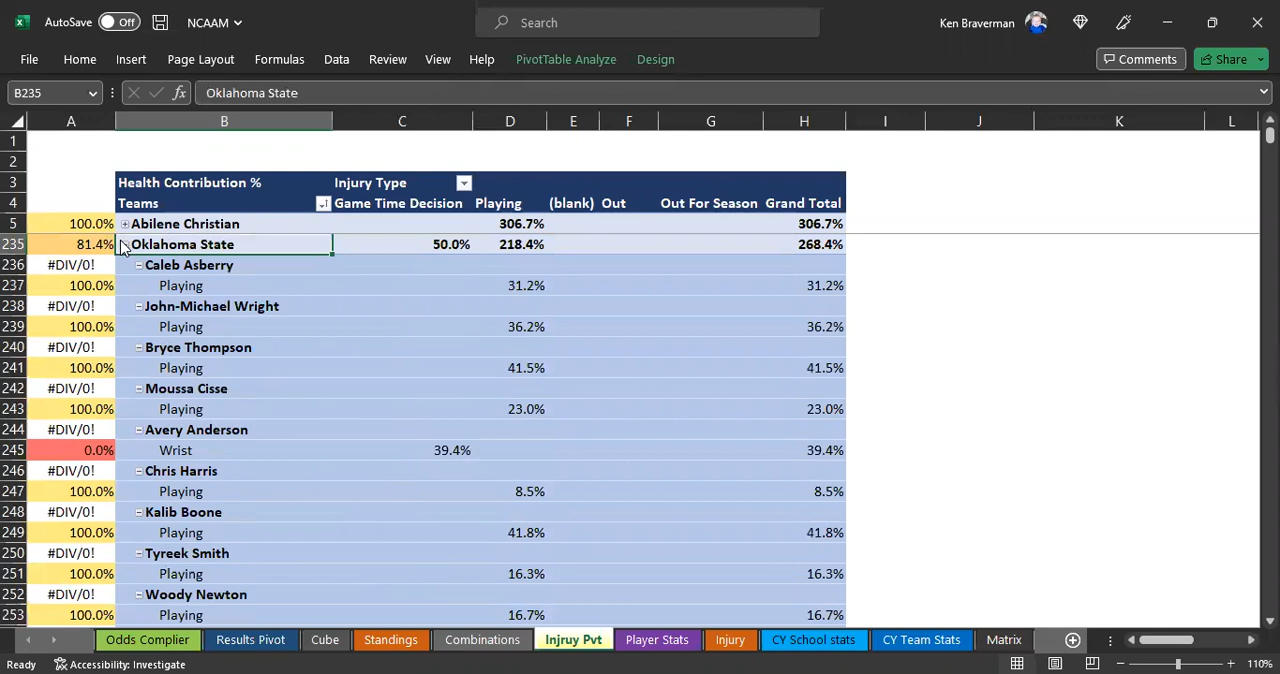 AutoSave Off NCAAM Search Ken Braverman
File Home Insert Page Layout Formulas Data Review View Help PivotTable Analyze Design Comments Share
B235 fx Oklahoma State
A B C D E F G H I J K L
1
2
3 Health Contribution % Injury Type
4 Teams Game Time Decision Playing (blank) Out Out For Season Grand Total
5 100.0% Abilene Christian 306.7% 306.7%
235 81.4% Oklahoma State 50.0% 218.4% 268.4%
236 #DIV/0! Caleb Asberry
237 100.0% Playing 31.2% 31.2%
238 #DIV/0! John-Michael Wright
239 100.0% Playing 36.2% 36.2%
240 #DIV/0! Bryce Thompson
241 100.0% Playing 41.5% 41.5%
242 #DIV/0! Moussa Cisse
243 100.0% Playing 23.0% 23.0%
244 #DIV/0! Avery Anderson
245 0.0% Wrist 39.4% 39.4%
246 #DIV/0! Chris Harris
247 100.0% Playing 8.5% 8.5%
248 #DIV/0! Kalib Boone
249 100.0% Playing 41.8% 41.8%
250 #DIV/0! Tyreek Smith
251 100.0% Playing 16.3% 16.3%
252 #DIV/0! Woody Newton
253 100.0% Playing 16.7% 16.7%
Odds Complier Results Pivot Cube Standings Combinations Injruy Pvt Player Stats Injury CY School stats CY Team Stats Matrix
Ready Accessibility: Investigate 110%